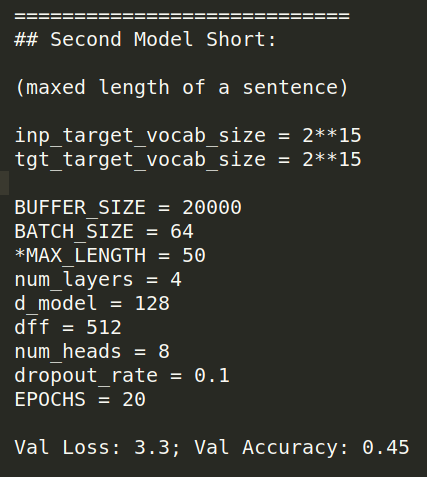 ============================
## Second Model Short:
(maxed length of a sentence)
inp_target_vocab_size = 2**15
tgt_target_vocab_size = 2**15
BUFFER_SIZE = 20000
BATCH_SIZE = 64
*MAX_LENGTH = 50
num_layers = 4
d_model = 128
dff = 512
num_heads = 8
dropout_rate = 0.1
EPOCHS = 20
Val Loss: 3.3; Val Accuracy: 0.45